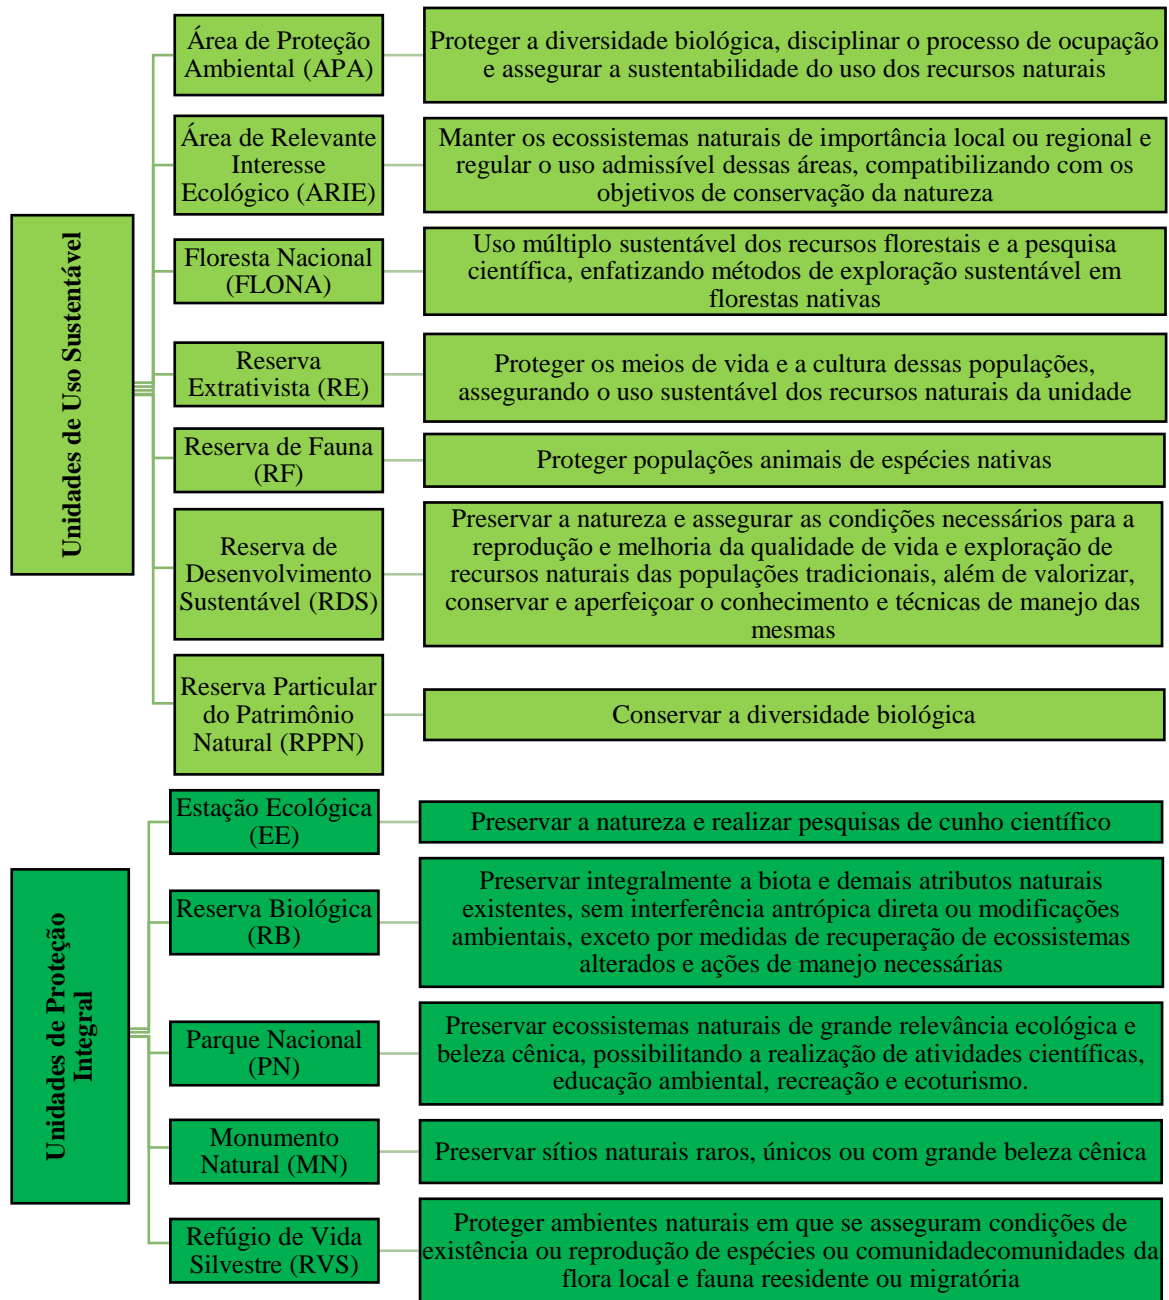 Unidades de Uso Sustentável
Área de Proteção
Ambiental (APA)
Proteger a diversidade biológica, disciplinar o processo de ocupação
e assegurar a sustentabilidade do uso dos recursos naturais
Área de Relevante
Interesse
Ecológico (ARIE)
Manter os ecossistemas naturais de importância local ou regional e
regular o uso admissível dessas áreas, compatibilizando com os
objetivos de conservação da natureza
Floresta Nacional
(FLONA)
Uso múltiplo sustentável dos recursos florestais e a pesquisa
científica, enfatizando métodos de exploração sustentável em
florestas nativas
Reserva
Extrativista (RE)
Proteger os meios de vida e a cultura dessas populações,
assegurando o uso sustentável dos recursos naturais da unidade
Reserva de Fauna
(RF)
Proteger populações animais de espécies nativas
Reserva de
Desenvolvimento
Sustentável (RDS)
Preservar a natureza e assegurar as condições necessários para a
reprodução e melhoria da qualidade de vida e exploração de
recursos naturais das populações tradicionais, além de valorizar,
conservar e aperfeiçoar o conhecimento e técnicas de manejo das
mesmas
Reserva Particular
do Patrimônio
Natural (RPPN)
Conservar a diversidade biológica
Unidades de Proteção
Integral
Estação Ecológica
(EE)
Preservar a natureza e realizar pesquisas de cunho científico
Reserva Biológica
(RB)
Preservar integralmente a biota e demais atributos naturais
existentes, sem interferência antrópica direta ou modificações
ambientais, exceto por medidas de recuperação de ecossistemas
alterados e ações de manejo necessárias
Parque Nacional
(PN)
Preservar ecossistemas naturais de grande relevância ecológica e
beleza cênica, possibilitando a realização de atividades científicas,
educação ambiental, recreação e ecoturismo.
Monumento
Natural (MN)
Preservar sítios naturais raros, únicos ou com grande beleza cênica
Refúgio de Vida
Silvestre (RVS)
Proteger ambientes naturais em que se asseguram condições de
existência ou reprodução de espécies ou comunidadecomunidades da
flora local e fauna reesidente ou migratória